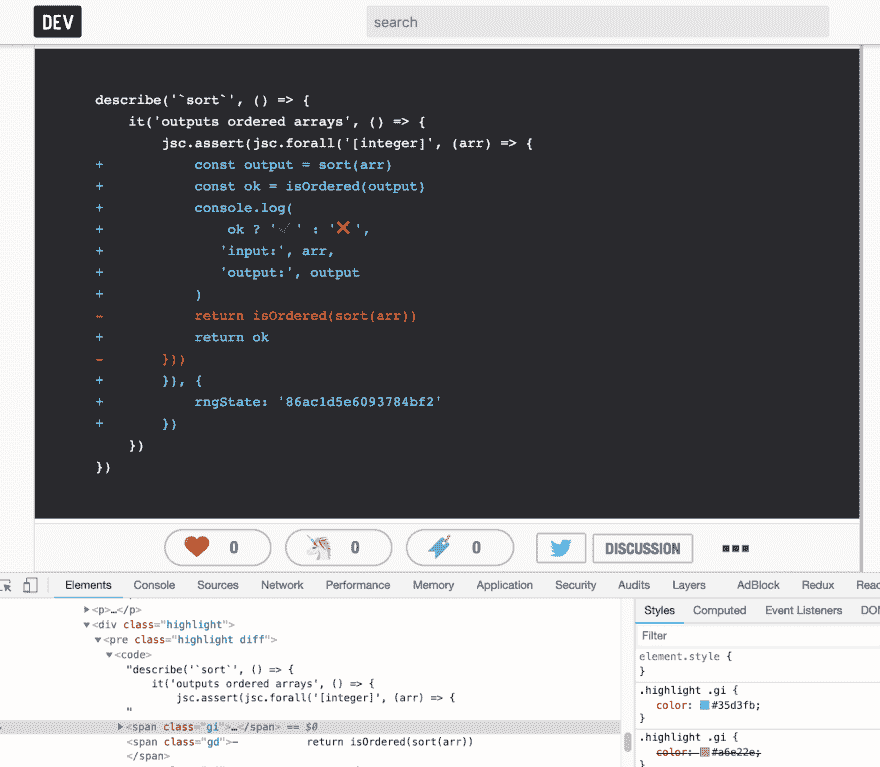 DEV
search
describe('`sort`', () => {
it('outputs ordered arrays', () => {
jsc.assert(jsc.forall('[integer]', (arr) => {
+ const output = sort(arr)
+ const ok = isOrdered(output)
+ console.log(
+ ok ? '✓' : '❌',
+ 'input:', arr,
+ 'output:', output
+ )
- return isOrdered(sort(arr))
+ return ok
- }))
+ }), {
+ rngState: '86ac1d5e6093784bf2'
+ })
})
})
0 0 0 DISCUSSION
Elements Console Sources Network Performance Memory Application Security Audits Layers AdBlock Redux Reac
▶<p>…</p>
▼<div class="highlight">
▼<pre class="highlight diff">
▼<code>
"describe('`sort`', () => {
it('outputs ordered arrays', () => {
jsc.assert(jsc.forall('[integer]', (arr) => {
"
▶<span class="gi">…</span> == $0
<span class="gd">- return isOrdered(sort(arr))
</span>
Styles Computed Event Listeners DOM
Filter
element.style {
}
.highlight .gi {
color: #35d3fb;
}
.highlight .gi {
color: #a6e22e;
}